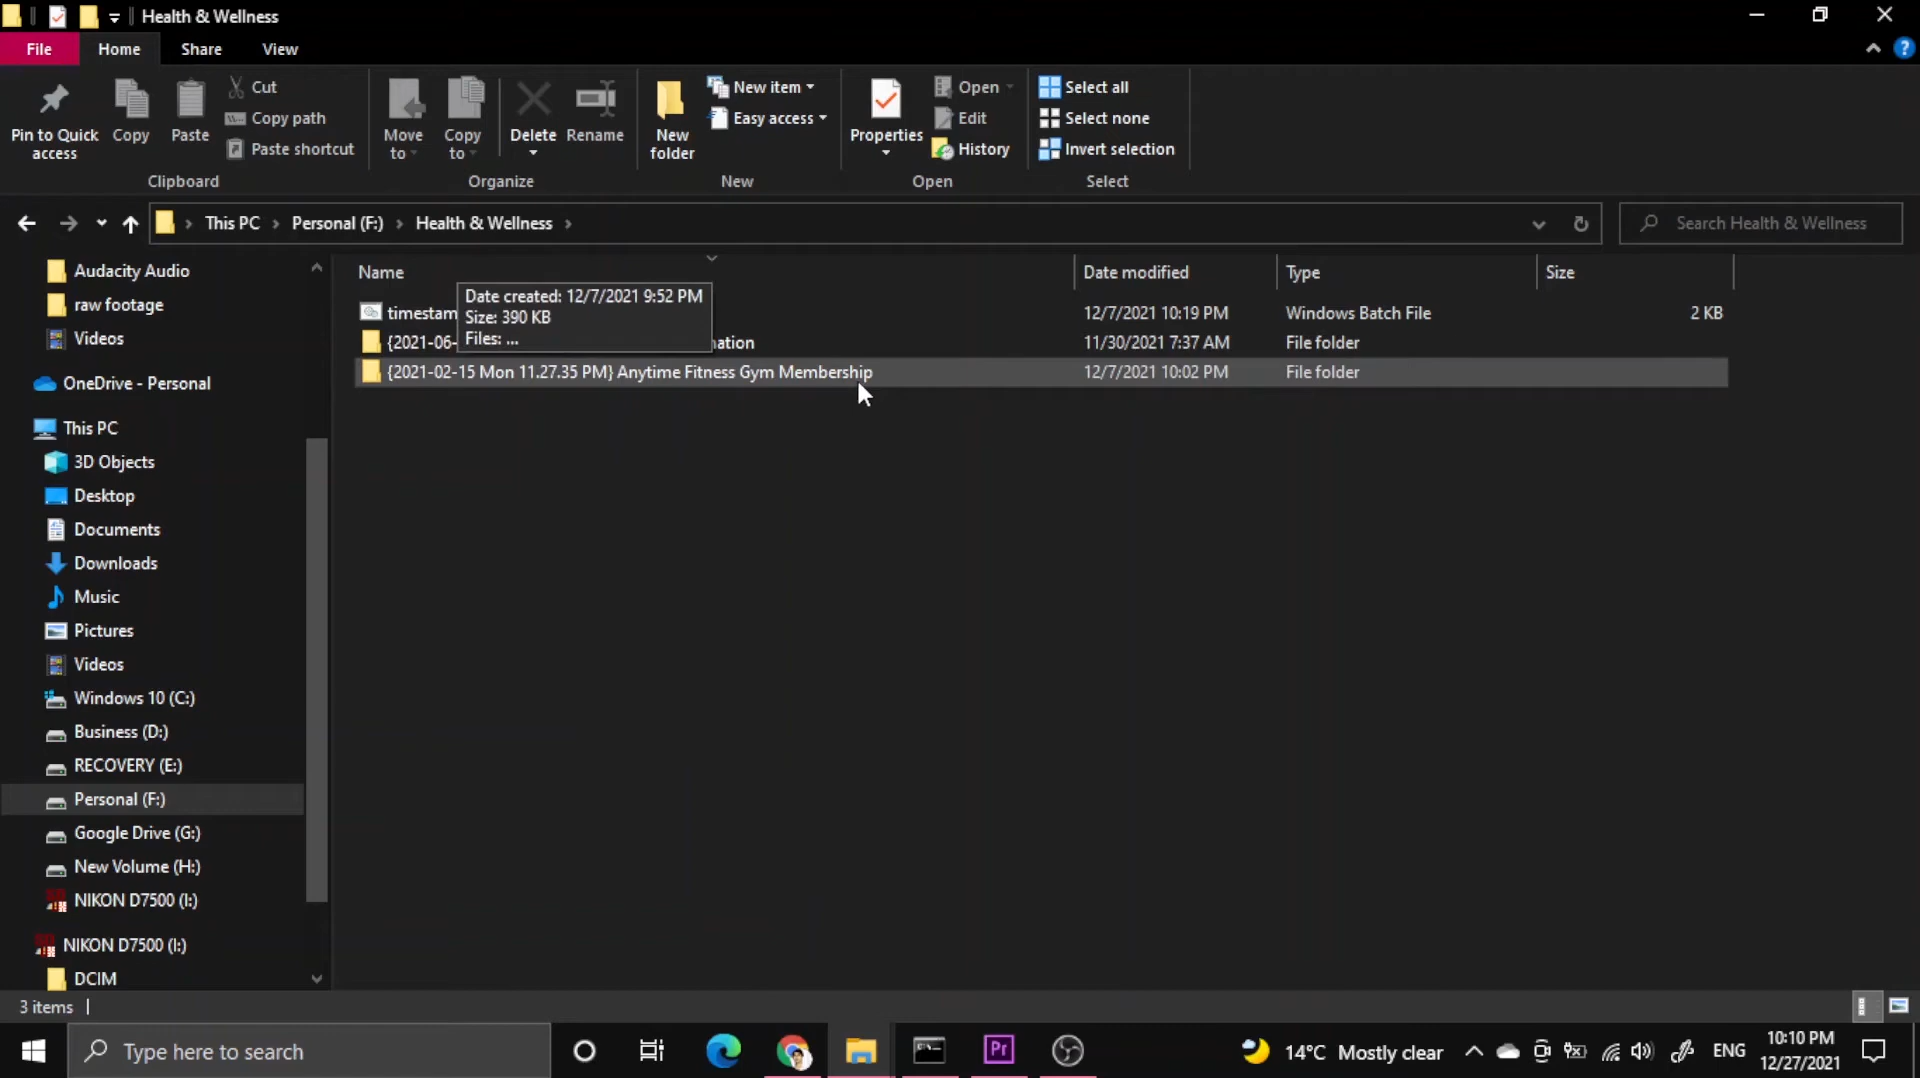 Health & Wellness
File Home Share View
Pin to Quick access
Copy
Paste
Cut
Copy path
Paste shortcut
Clipboard
Move to
Copy to
Delete
Rename
Organize
New folder
New item
Easy access
New
Properties
Open
Edit
History
Open
Select all
Select none
Invert selection
Select
This PC > Personal (F:) > Health & Wellness >
Search Health & Wellness
Audacity Audio
raw footage
Videos
OneDrive - Personal
This PC
3D Objects
Desktop
Documents
Downloads
Music
Pictures
Videos
Windows 10 (C:)
Business (D:)
RECOVERY (E:)
Personal (F:)
Google Drive (G:)
New Volume (H:)
NIKON D7500 (I:)
NIKON D7500 (I:)
DCIM
Name Date modified Type Size
timestam 12/7/2021 10:19 PM Windows Batch File 2 KB
{2021-06- nation 11/30/2021 7:37 AM File folder
{2021-02-15 Mon 11.27.35 PM} Anytime Fitness Gym Membership 12/7/2021 10:02 PM File folder
Date created: 12/7/2021 9:52 PM
Size: 390 KB
Files: ...
3 items
Type here to search
Pr
14°C Mostly clear
ENG
10:10 PM
12/27/2021